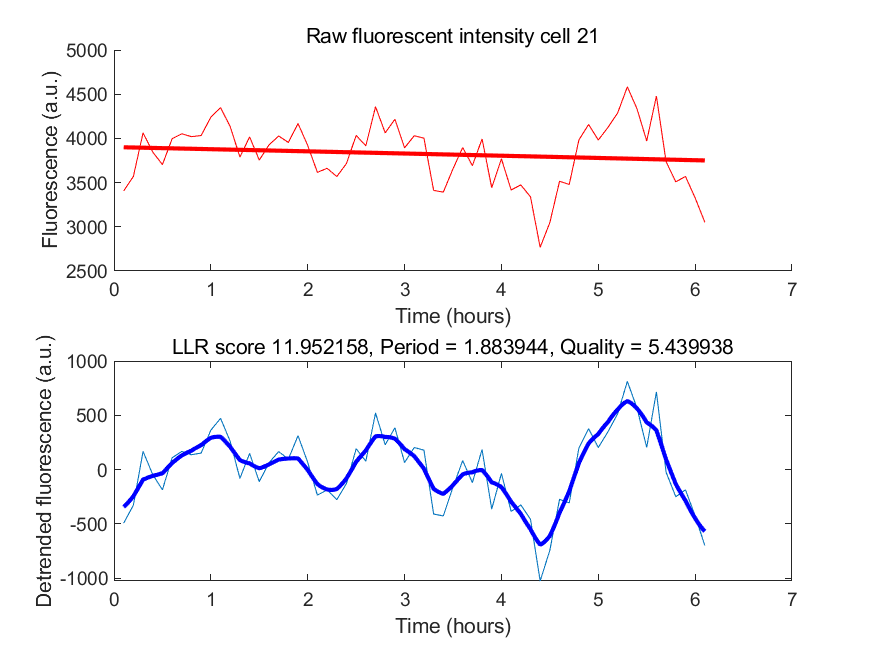 Raw fluorescent intensity cell 21
Fluorescence (a.u.)
5000
4500
4000
3500
3000
2500
0 1 2 3 4 5 6 7
Time (hours)
LLR score 11.952158, Period = 1.883944, Quality = 5.439938
Detrended fluorescence (a.u.)
1000
500
0
-500
-1000
0 1 2 3 4 5 6 7
Time (hours)